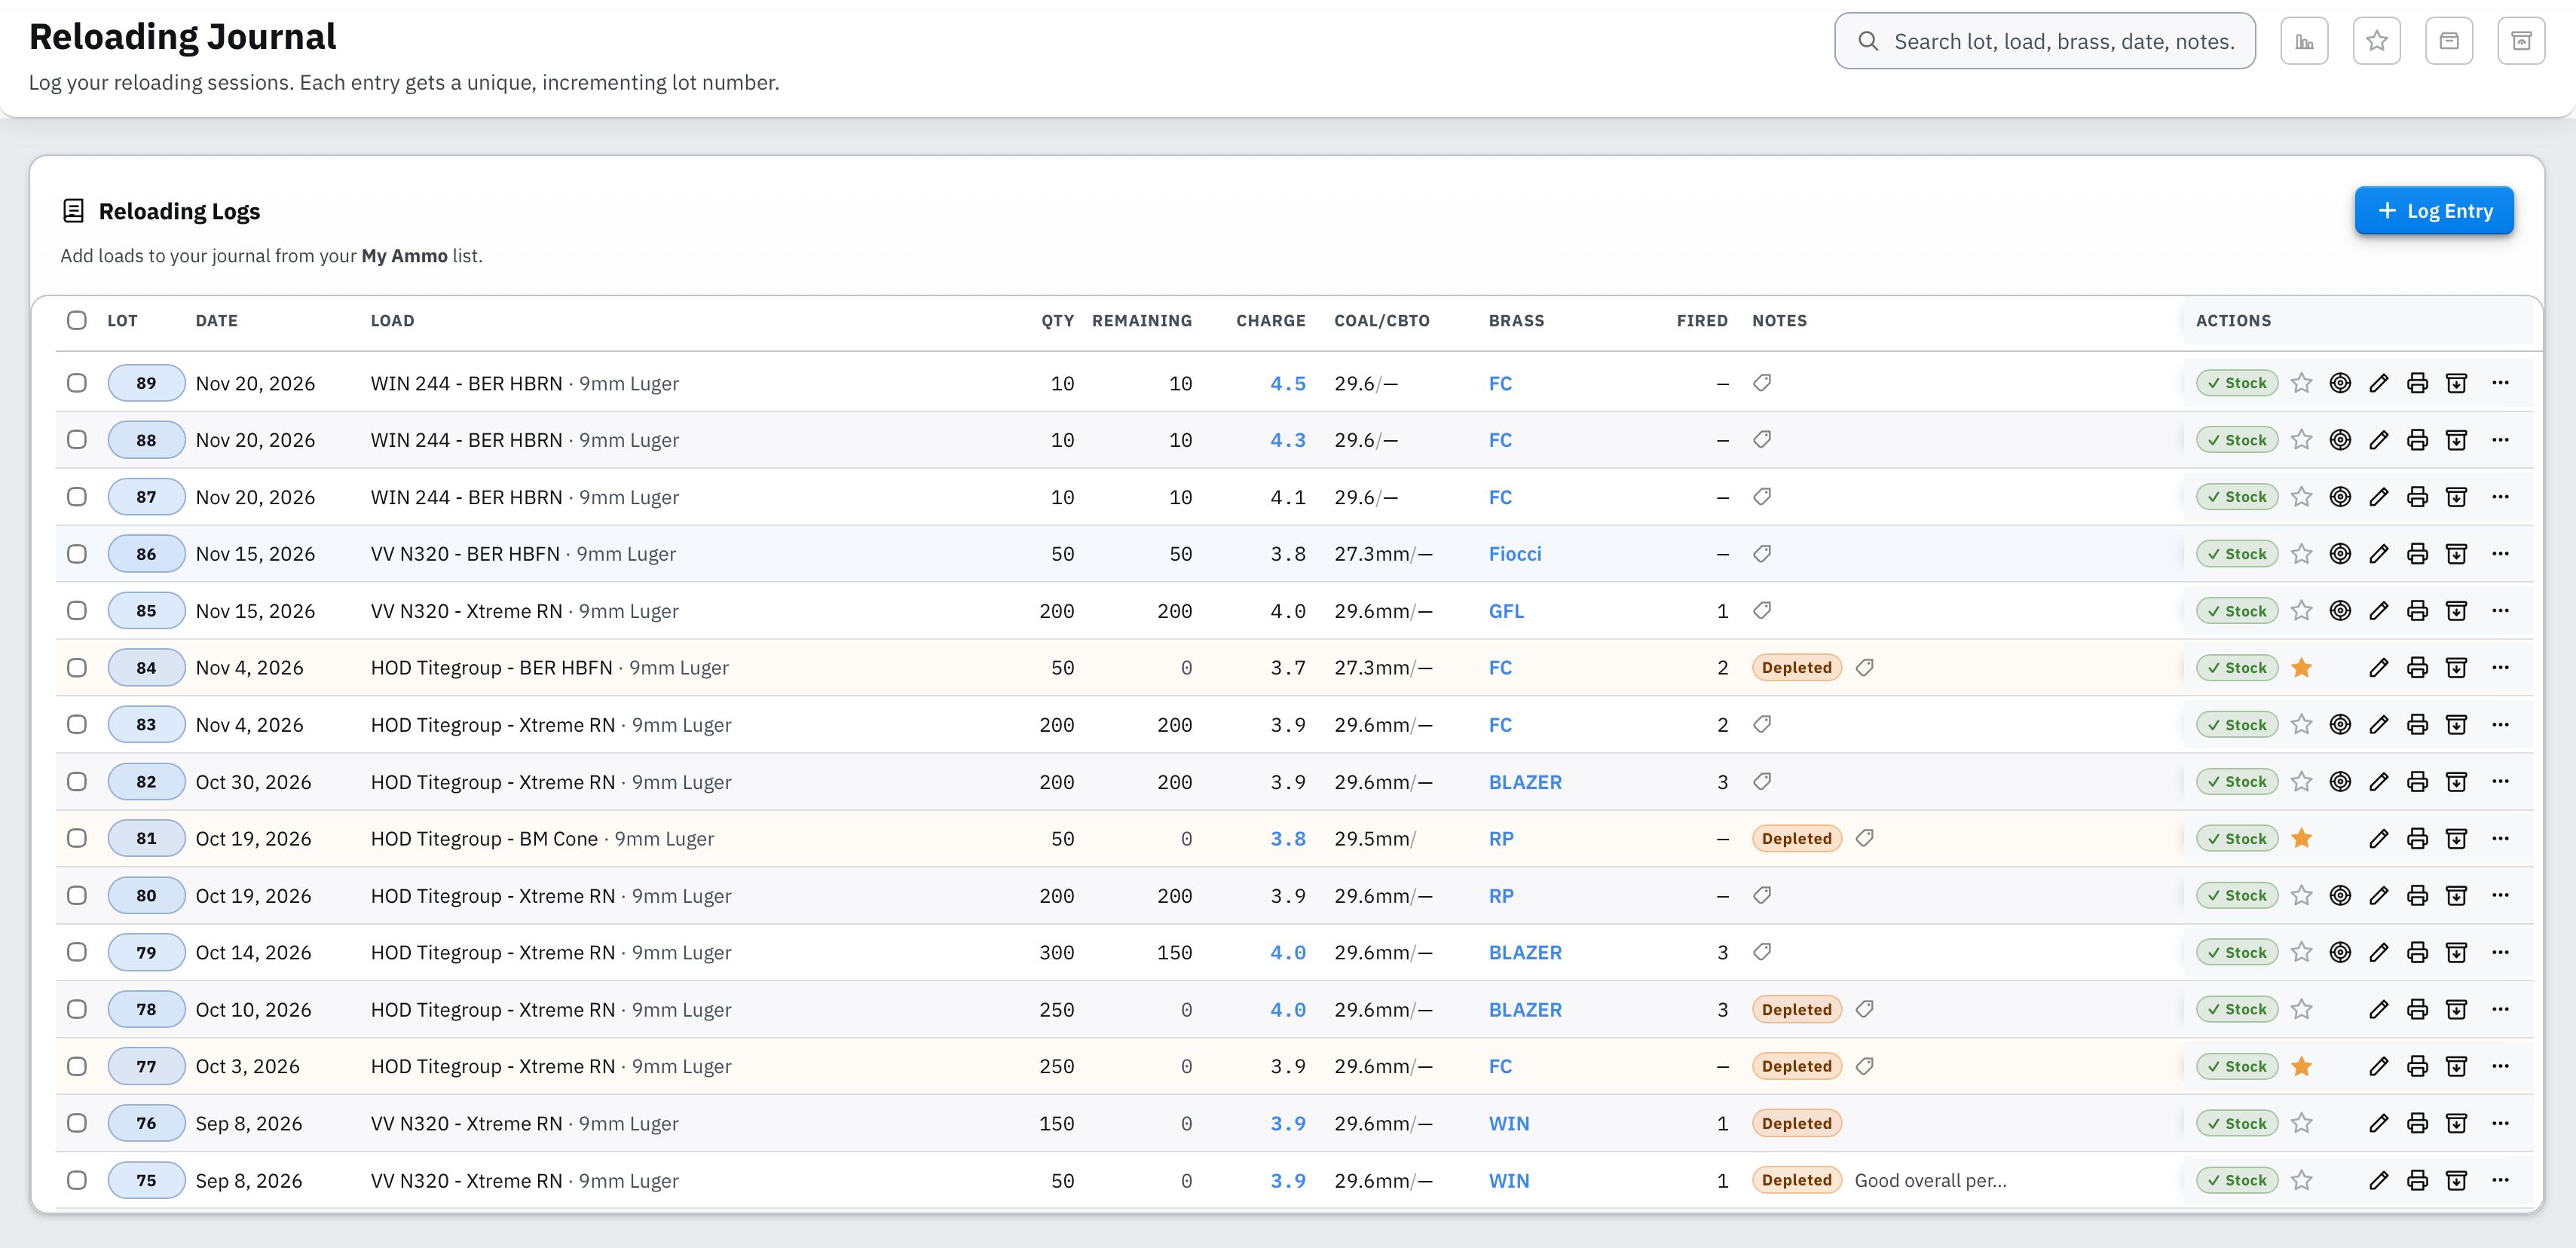 Reloading Journal
Log your reloading sessions. Each entry gets a unique, incrementing lot number.
Search lot, load, brass, date, notes.
Reloading Logs
Add loads to your journal from your My Ammo list.
+ Log Entry
LOT DATE LOAD QTY REMAINING CHARGE COAL/CBTO BRASS FIRED NOTES ACTIONS
89 Nov 20, 2026 WIN 244 - BER HBRN · 9mm Luger 10 10 4.5 29.6/— FC — ✓ Stock ...
88 Nov 20, 2026 WIN 244 - BER HBRN · 9mm Luger 10 10 4.3 29.6/— FC — ✓ Stock ...
87 Nov 20, 2026 WIN 244 - BER HBRN · 9mm Luger 10 10 4.1 29.6/— FC — ✓ Stock ...
86 Nov 15, 2026 VV N320 - BER HBFN · 9mm Luger 50 50 3.8 27.3mm/— Fiocci — ✓ Stock ...
85 Nov 15, 2026 VV N320 - Xtreme RN · 9mm Luger 200 200 4.0 29.6mm/— GFL 1 ✓ Stock ...
84 Nov 4, 2026 HOD Titegroup - BER HBFN · 9mm Luger 50 0 3.7 27.3mm/— FC 2 Depleted ✓ Stock ...
83 Nov 4, 2026 HOD Titegroup - Xtreme RN · 9mm Luger 200 200 3.9 29.6mm/— FC 2 ✓ Stock ...
82 Oct 30, 2026 HOD Titegroup - Xtreme RN · 9mm Luger 200 200 3.9 29.6mm/— BLAZER 3 ✓ Stock ...
81 Oct 19, 2026 HOD Titegroup - BM Cone · 9mm Luger 50 0 3.8 29.5mm/ RP — Depleted ✓ Stock ...
80 Oct 19, 2026 HOD Titegroup - Xtreme RN · 9mm Luger 200 200 3.9 29.6mm/— RP — ✓ Stock ...
79 Oct 14, 2026 HOD Titegroup - Xtreme RN · 9mm Luger 300 150 4.0 29.6mm/— BLAZER 3 ✓ Stock ...
78 Oct 10, 2026 HOD Titegroup - Xtreme RN · 9mm Luger 250 0 4.0 29.6mm/— BLAZER 3 Depleted ✓ Stock ...
77 Oct 3, 2026 HOD Titegroup - Xtreme RN · 9mm Luger 250 0 3.9 29.6mm/— FC — Depleted ✓ Stock ...
76 Sep 8, 2026 VV N320 - Xtreme RN · 9mm Luger 150 0 3.9 29.6mm/— WIN 1 Depleted ✓ Stock ...
75 Sep 8, 2026 VV N320 - Xtreme RN · 9mm Luger 50 0 3.9 29.6mm/— WIN 1 Depleted Good overall per... ✓ Stock ...